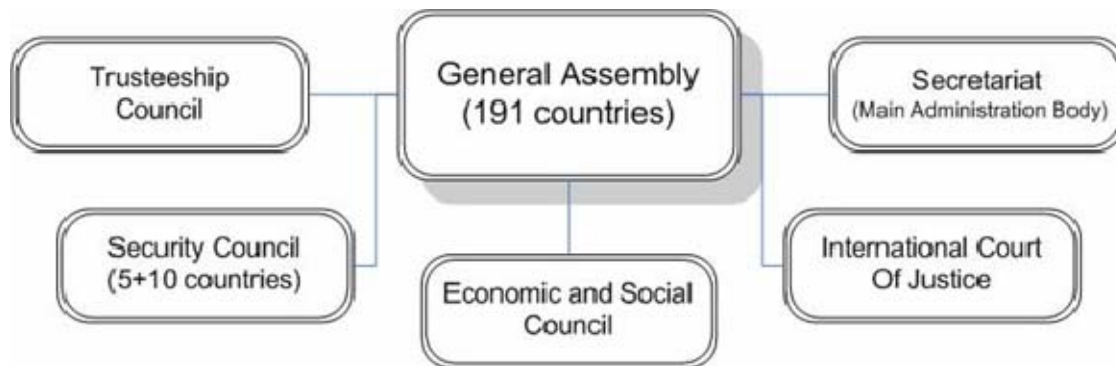 Trusteeship
Council
General Assembly
(191 countries)
Secretariat
(Main Administration Body)
Security Council
(5+10 countries)
Economic and Social
Council
International Court
Of Justice